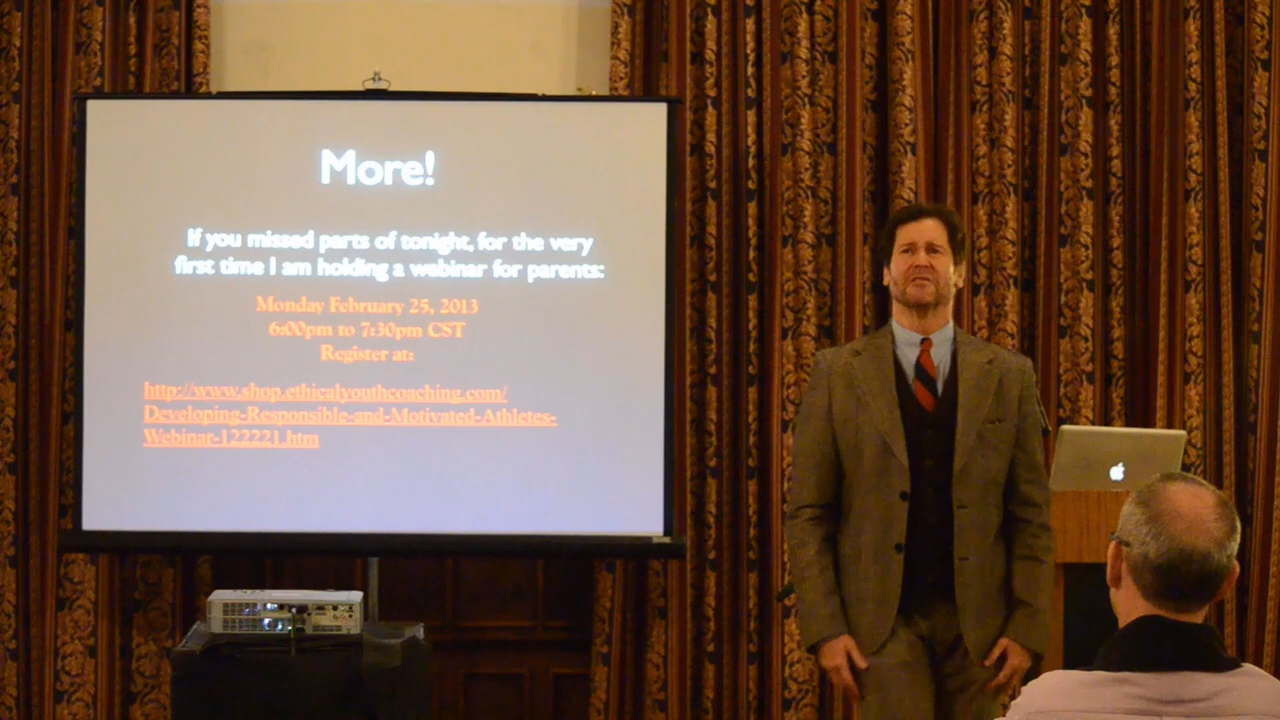 More!
If you missed parts of tonight, for the very
first time I am holding a webinar for parents:
Monday February 25, 2013
6:00pm to 7:30pm CST
Register at:
http://www.shop.ethicalyouthcoaching.com/
Developing-Responsible-and-Motivated-Athletes-
Webinar-122221.htm